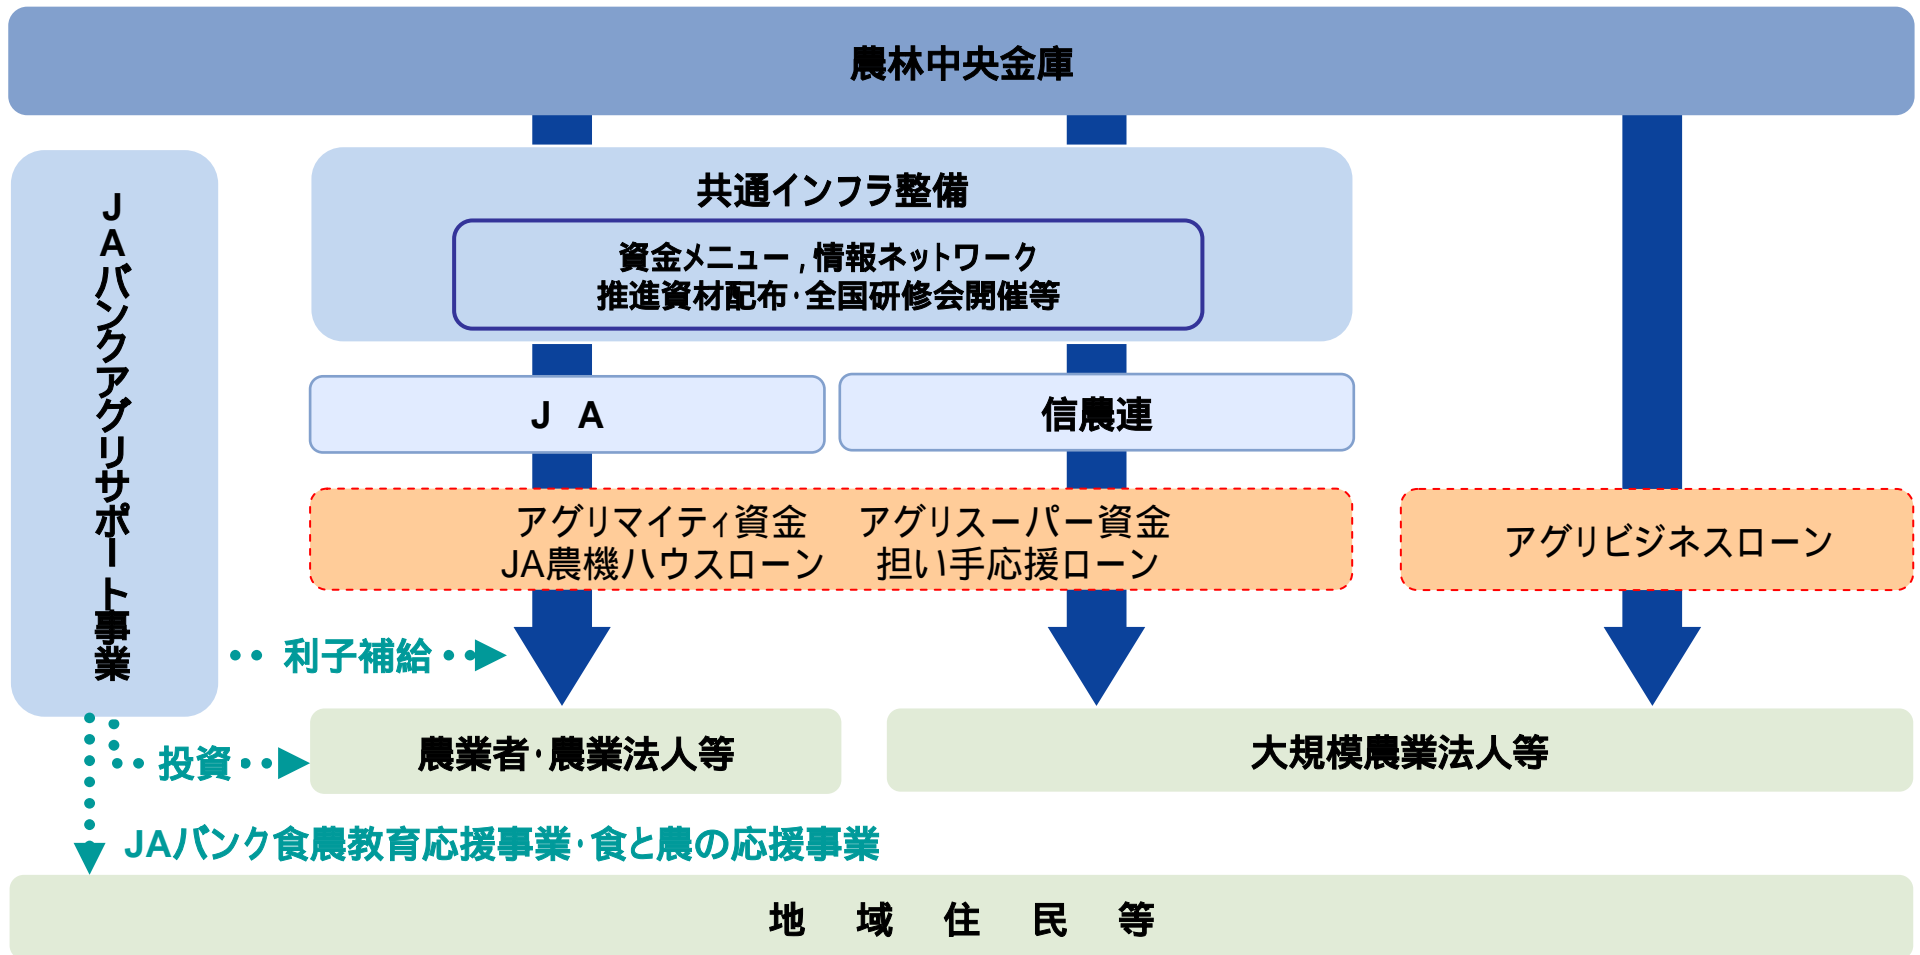 農林中央金庫
JAバンクアグリサポート事業
共通インフラ整備
資金メニュー，情報ネットワーク
推進資材配布・全国研修会開催等
J A
信農連
アグリマイティ資金 アグリスーパー資金
JA農機ハウスローン 担い手応援ローン
アグリビジネスローン
利子補給
農業者・農業法人等
大規模農業法人等
投資
JAバンク食農教育応援事業・食と農の応援事業
地 域 住 民 等